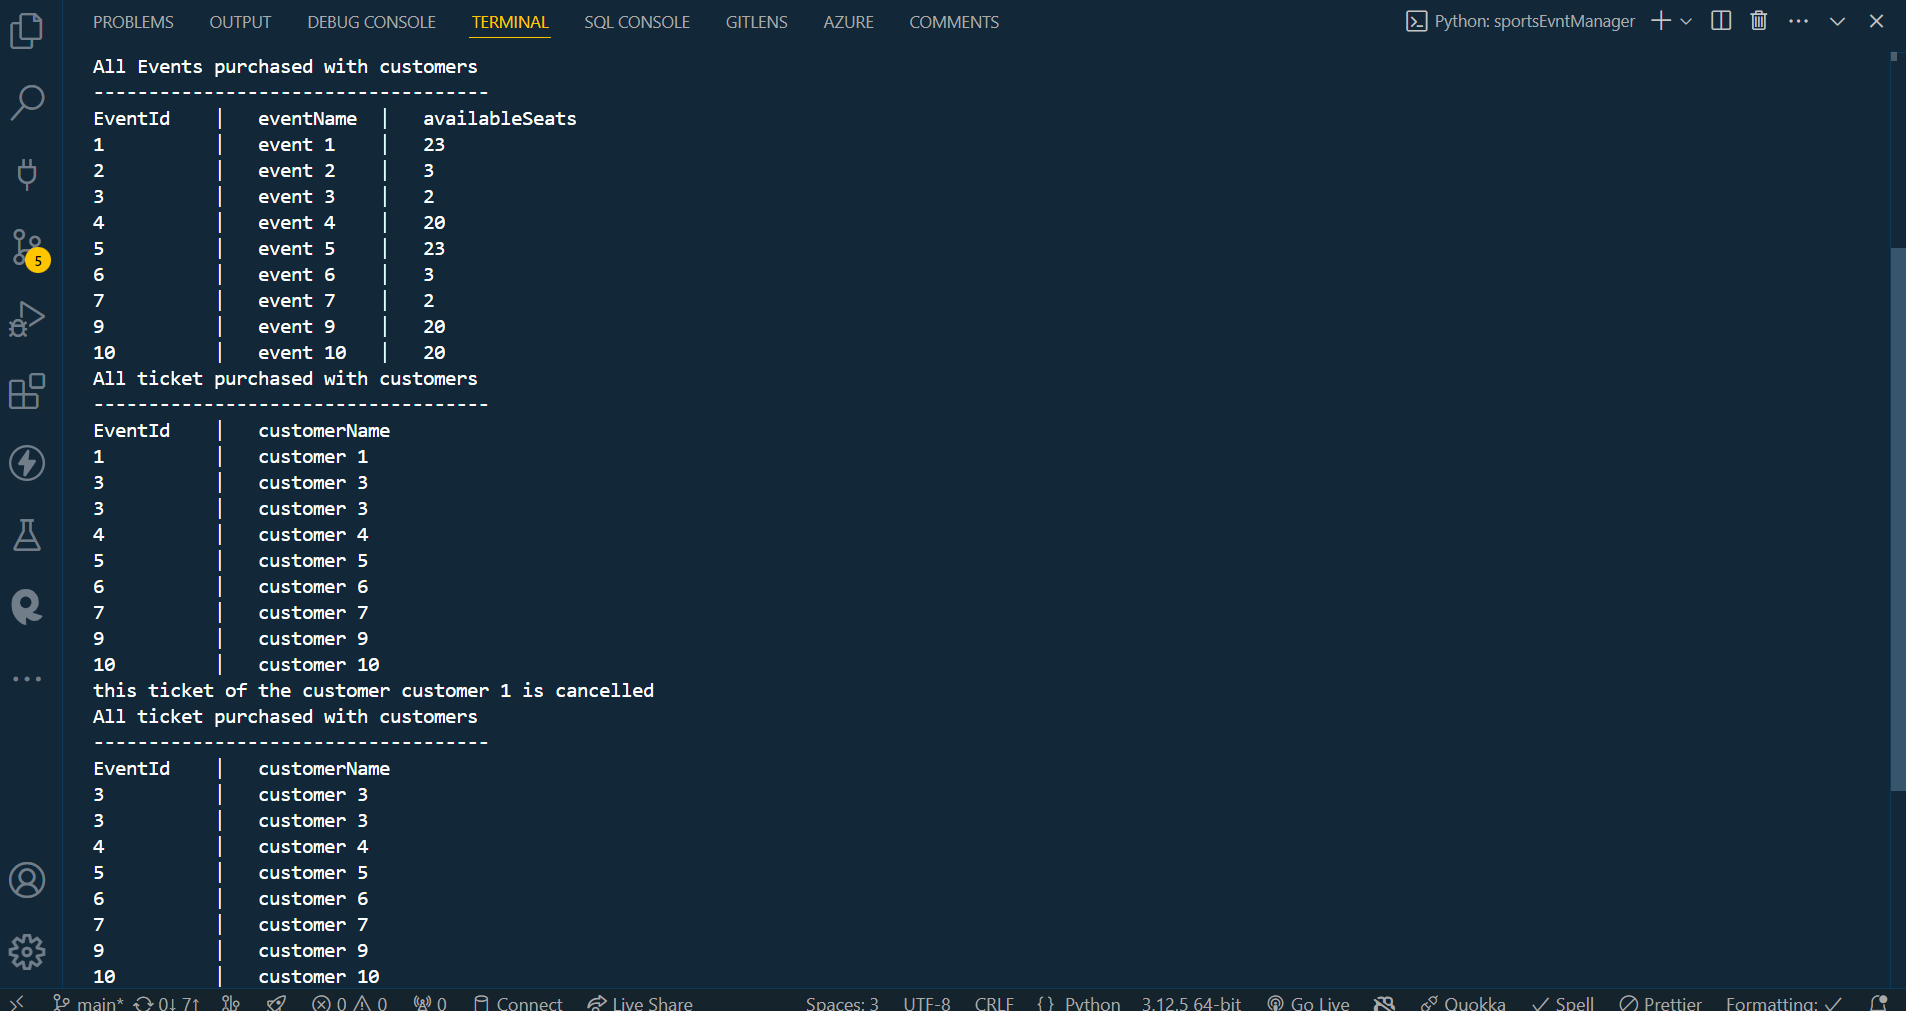 PROBLEMS OUTPUT DEBUG CONSOLE TERMINAL SQL CONSOLE GITLENS AZURE COMMENTS Python: sportsEvntManager
All Events purchased with customers
------------------------------------
EventId | eventName | availableSeats
1 | event 1 | 23
2 | event 2 | 3
3 | event 3 | 2
4 | event 4 | 20
5 | event 5 | 23
6 | event 6 | 3
7 | event 7 | 2
9 | event 9 | 20
10 | event 10 | 20
All ticket purchased with customers
------------------------------------
EventId | customerName
1 | customer 1
3 | customer 3
3 | customer 3
4 | customer 4
5 | customer 5
6 | customer 6
7 | customer 7
9 | customer 9
10 | customer 10
this ticket of the customer customer 1 is cancelled
All ticket purchased with customers
------------------------------------
EventId | customerName
3 | customer 3
3 | customer 3
4 | customer 4
5 | customer 5
6 | customer 6
7 | customer 7
9 | customer 9
10 | customer 10
5
main* 0↓ 7↑ 0 0 0 Connect Live Share Spaces: 3 UTF-8 CRLF {} Python 3.12.5 64-bit Go Live Quokka Spell Prettier Formatting: ✓